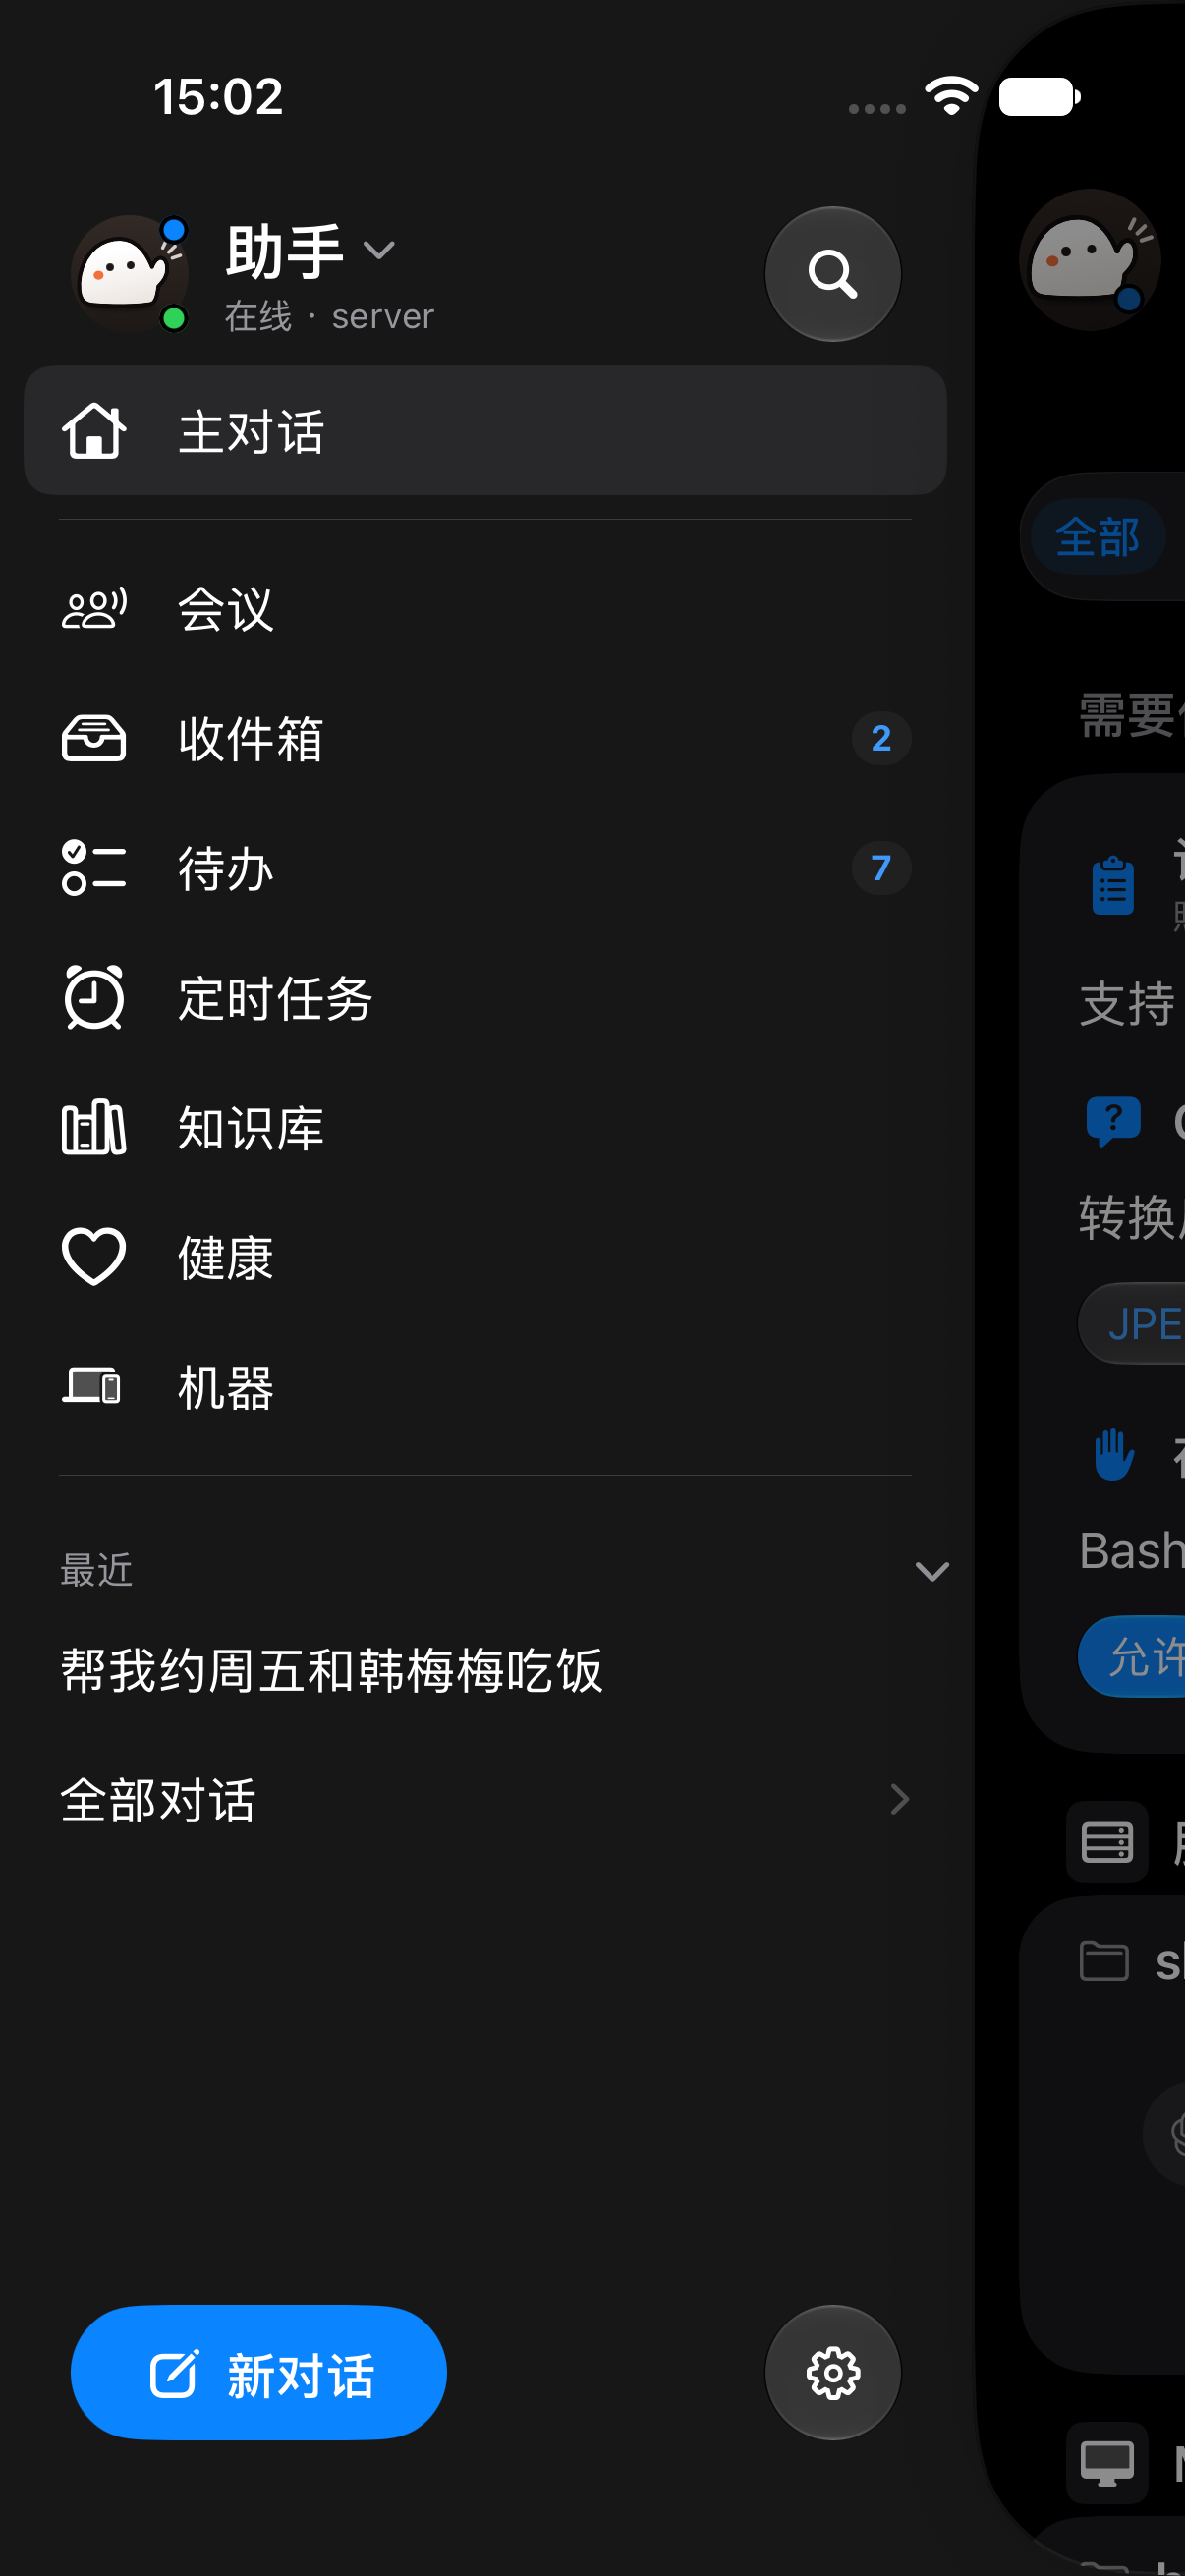 15:02
助手
在线 · server
主对话
全部
会议
需要
收件箱
2
待办
7
支持
定时任务
知识库
转换
健康
JPE
机器
Bash
最近
允许
帮我约周五和韩梅梅吃饭
全部对话
新对话